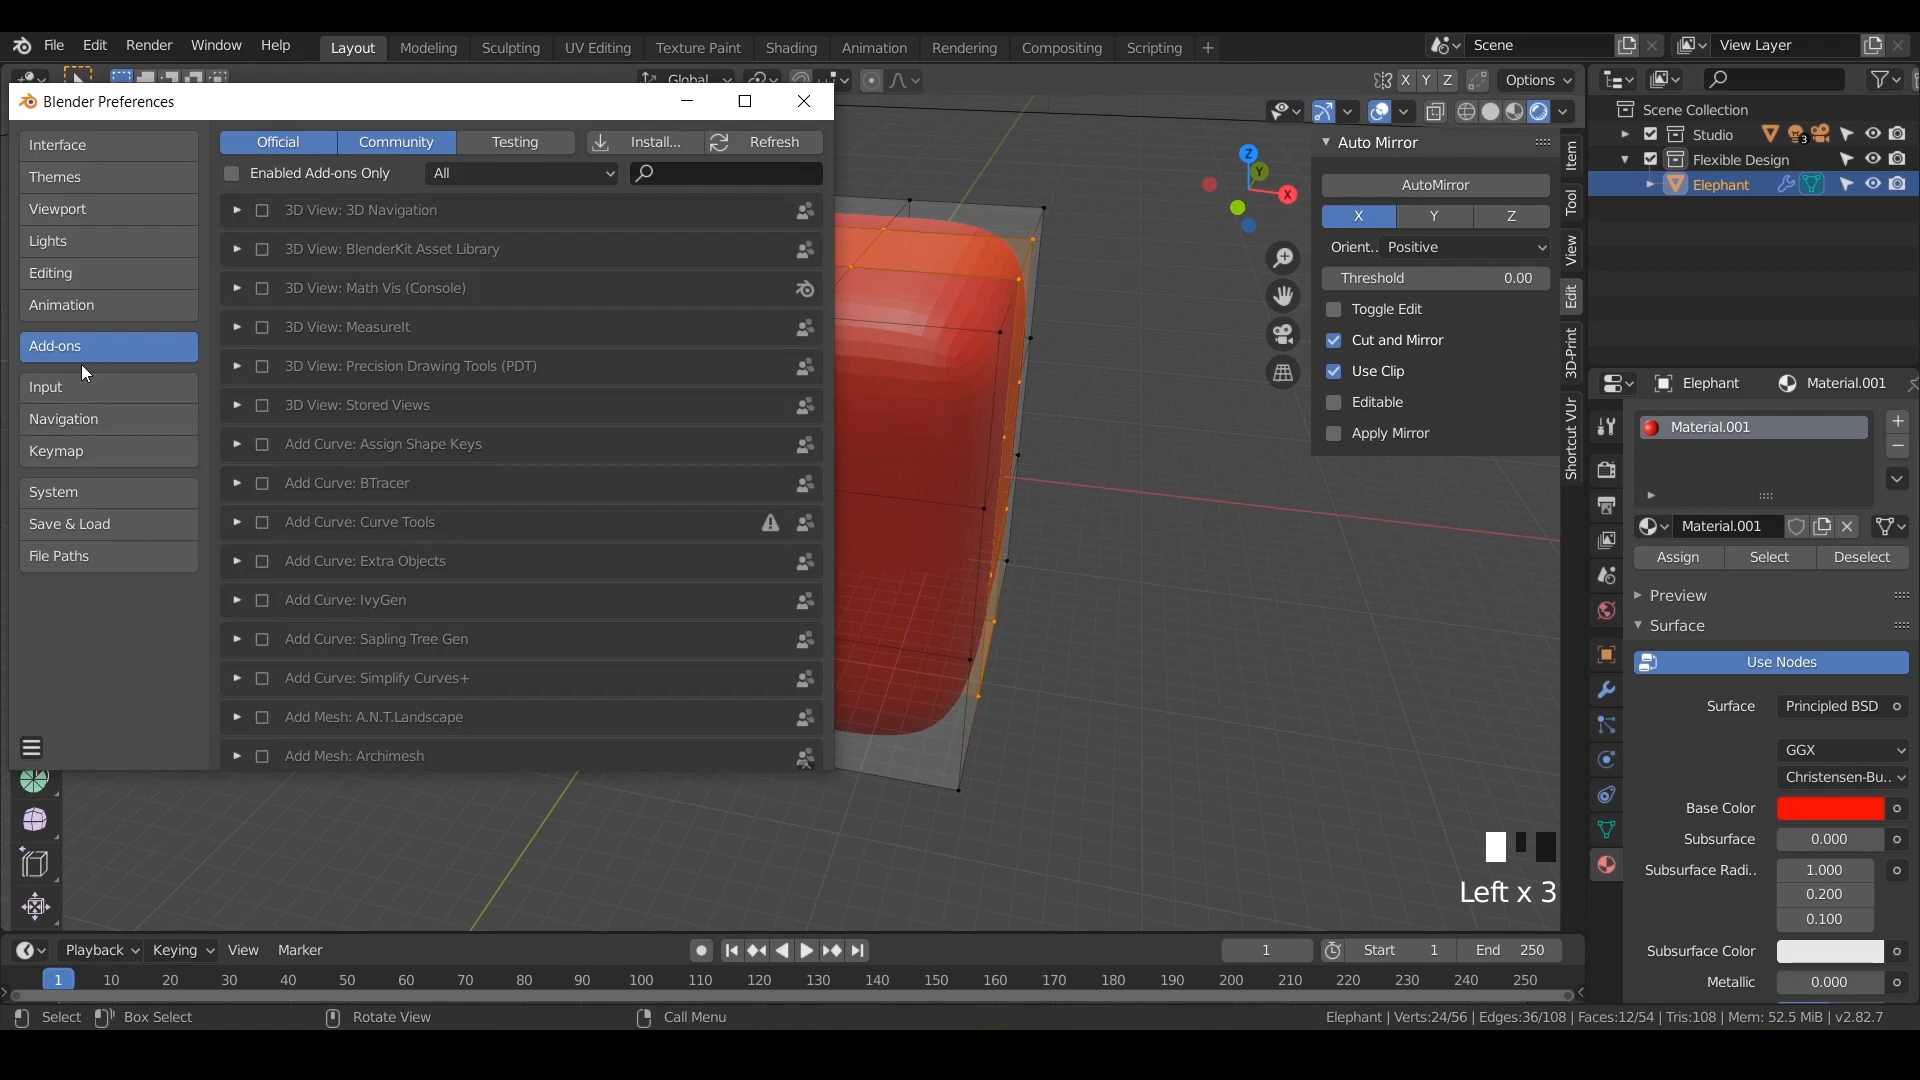 File Edit Render Window Help Layout Modeling Sculpting UV Editing Texture Paint Shading Animation Rendering Compositing Scripting + Scene View Layer
Global X Y Z Options
Blender Preferences
Interface
Themes
Viewport
Lights
Editing
Animation
Add-ons
Input
Navigation
Keymap
System
Save & Load
File Paths
Official Community Testing Install... Refresh
Enabled Add-ons Only All
3D View: 3D Navigation
3D View: BlenderKit Asset Library
3D View: Math Vis (Console)
3D View: MeasureIt
3D View: Precision Drawing Tools (PDT)
3D View: Stored Views
Add Curve: Assign Shape Keys
Add Curve: BTracer
Add Curve: Curve Tools
Add Curve: Extra Objects
Add Curve: IvyGen
Add Curve: Sapling Tree Gen
Add Curve: Simplify Curves+
Add Mesh: A.N.T.Landscape
Add Mesh: Archimesh
Z
Y
X
Auto Mirror
AutoMirror
X Y Z
Orient.. Positive
Threshold 0.00
Toggle Edit
Cut and Mirror
Use Clip
Editable
Apply Mirror
Item
Tool
View
Edit
3D-Print
Shortcut VUr
Left x 3
Scene Collection
Studio 3
Flexible Design
Elephant
Elephant Material.001
Material.001
Material.001
Assign Select Deselect
Preview
Surface
Use Nodes
Surface Principled BSD
GGX
Christensen-Bu..
Base Color
Subsurface 0.000
Subsurface Radi.. 1.000
0.200
0.100
Subsurface Color
Metallic 0.000
Playback Keying View Marker 1 Start 1 End 250
1 10 20 30 40 50 60 70 80 90 100 110 120 130 140 150 160 170 180 190 200 210 220 230 240 250
Select Box Select Rotate View Call Menu Elephant | Verts:24/56 | Edges:36/108 | Faces:12/54 | Tris:108 | Mem: 52.5 MiB | v2.82.7